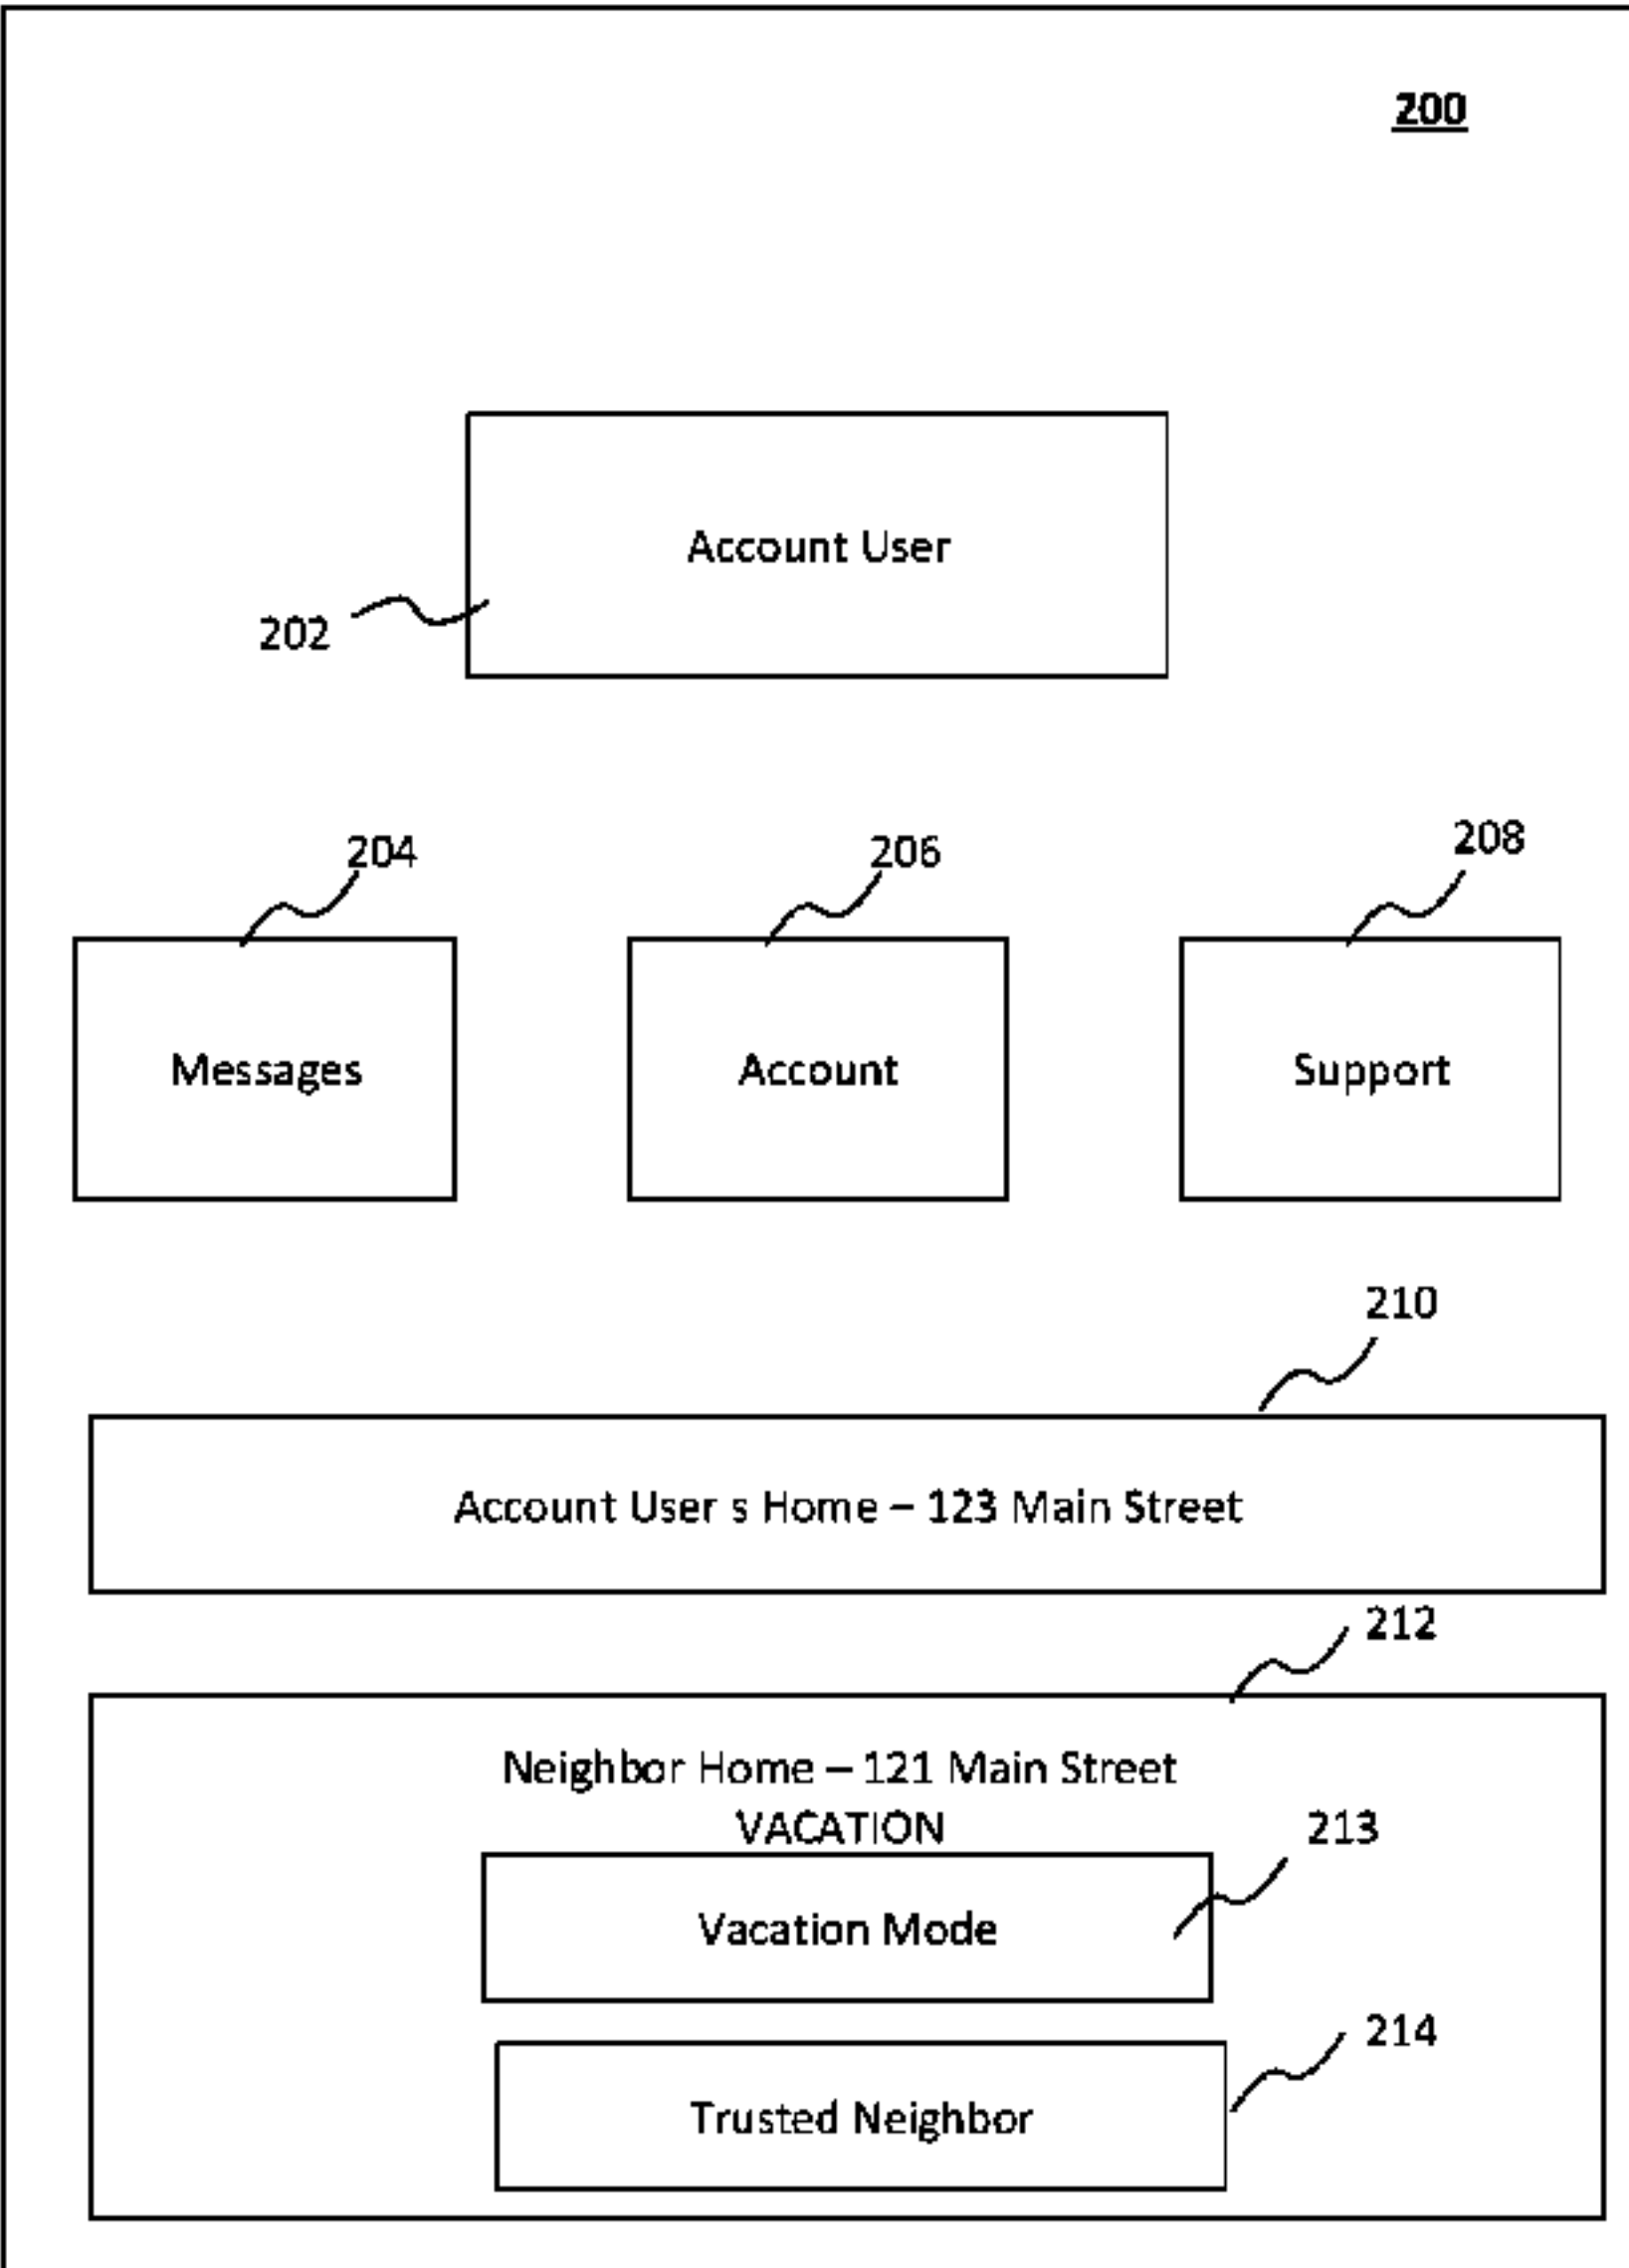 200
Account User
202
204
206
208
Messages
Account
Support
210
Account User s Home – 123 Main Street
212
Neighbor Home – 121 Main Street
VACATION
213
Vacation Mode
214
Trusted Neighbor